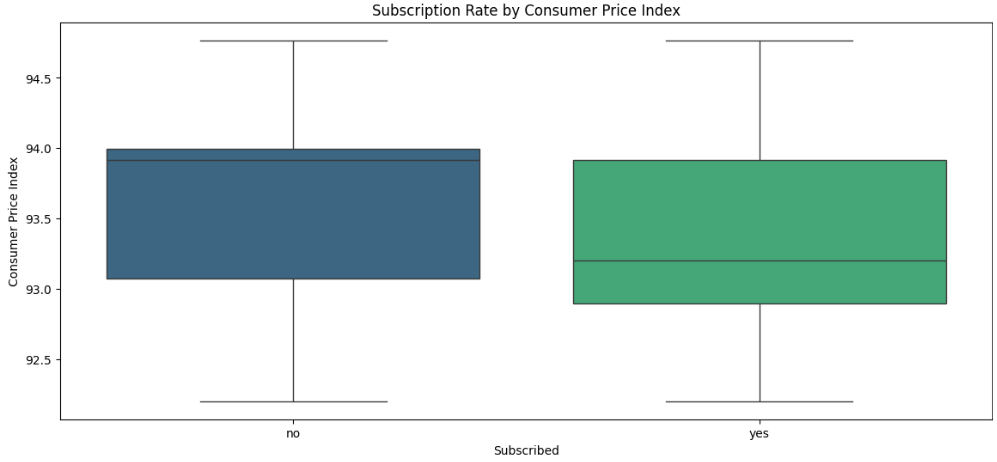 Subscription Rate by Consumer Price Index
Consumer Price Index
94.5
94.0
93.5
93.0
92.5
no
yes
Subscribed